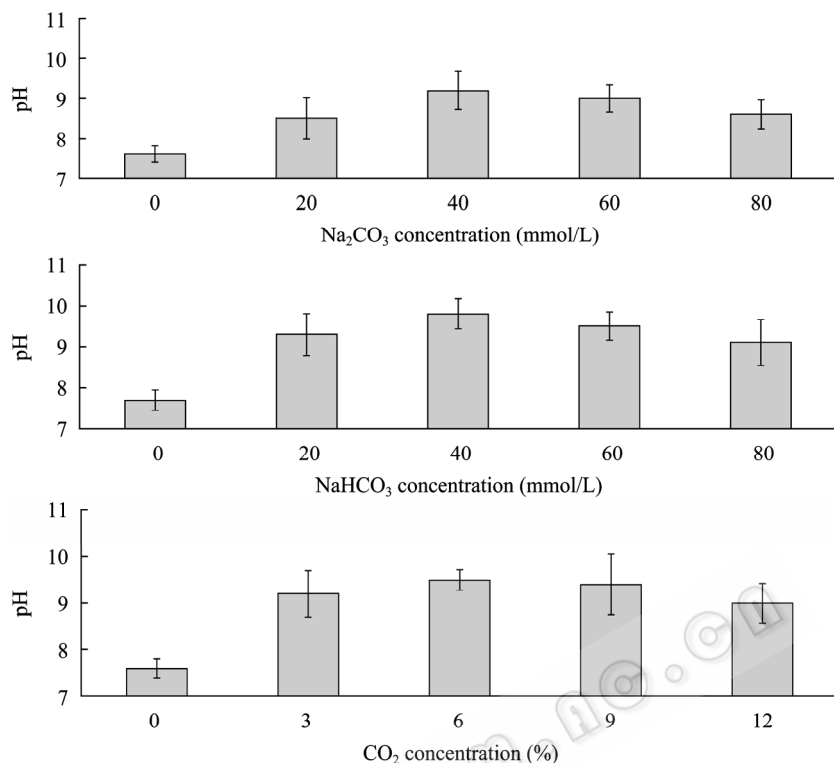 11
10
9
8
7
pH
0 20 40 60 80
Na₂CO₃ concentration (mmol/L)
11
10
9
8
7
pH
0 20 40 60 80
NaHCO₃ concentration (mmol/L)
11
10
9
8
7
pH
0 3 6 9 12
CO₂ concentration (%)
.ac.cn